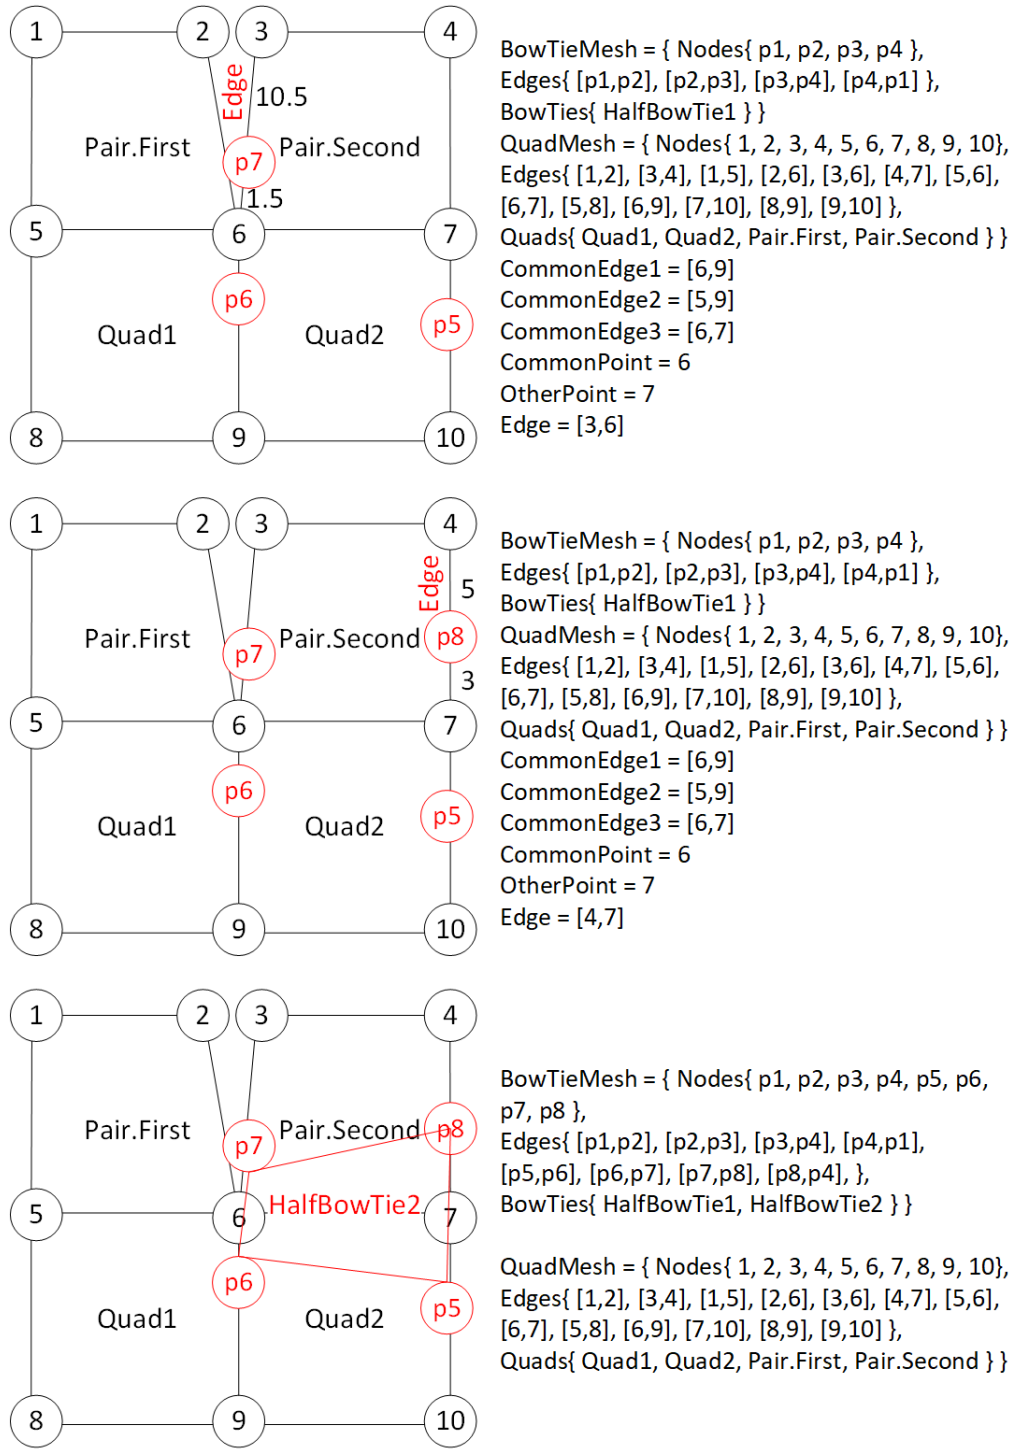 1 2 3 4
Edge
10.5
Pair.First p7 Pair.Second
1.5
5 6 7
p6
p5
Quad1 Quad2
8 9 10
BowTieMesh = { Nodes{ p1, p2, p3, p4 },
Edges{ [p1,p2], [p2,p3], [p3,p4], [p4,p1] },
BowTies{ HalfBowTie1 } }
QuadMesh = { Nodes{ 1, 2, 3, 4, 5, 6, 7, 8, 9, 10},
Edges{ [1,2], [3,4], [1,5], [2,6], [3,6], [4,7], [5,6],
[6,7], [5,8], [6,9], [7,10], [8,9], [9,10] },
Quads{ Quad1, Quad2, Pair.First, Pair.Second } }
CommonEdge1 = [6,9]
CommonEdge2 = [5,9]
CommonEdge3 = [6,7]
CommonPoint = 6
OtherPoint = 7
Edge = [3,6]
1 2 3 4
Edge
5
Pair.First p7 Pair.Second p8
3
5 6 7
p6
p5
Quad1 Quad2
8 9 10
BowTieMesh = { Nodes{ p1, p2, p3, p4 },
Edges{ [p1,p2], [p2,p3], [p3,p4], [p4,p1] },
BowTies{ HalfBowTie1 } }
QuadMesh = { Nodes{ 1, 2, 3, 4, 5, 6, 7, 8, 9, 10},
Edges{ [1,2], [3,4], [1,5], [2,6], [3,6], [4,7], [5,6],
[6,7], [5,8], [6,9], [7,10], [8,9], [9,10] },
Quads{ Quad1, Quad2, Pair.First, Pair.Second } }
CommonEdge1 = [6,9]
CommonEdge2 = [5,9]
CommonEdge3 = [6,7]
CommonPoint = 6
OtherPoint = 7
Edge = [4,7]
1 2 3 4
Pair.First p7 Pair.Second p8
5 6 HalfBowTie2 7
p6
p5
Quad1 Quad2
8 9 10
BowTieMesh = { Nodes{ p1, p2, p3, p4, p5, p6,
p7, p8 },
Edges{ [p1,p2], [p2,p3], [p3,p4], [p4,p1],
[p5,p6], [p6,p7], [p7,p8], [p8,p4], },
BowTies{ HalfBowTie1, HalfBowTie2 } }
QuadMesh = { Nodes{ 1, 2, 3, 4, 5, 6, 7, 8, 9, 10},
Edges{ [1,2], [3,4], [1,5], [2,6], [3,6], [4,7], [5,6],
[6,7], [5,8], [6,9], [7,10], [8,9], [9,10] },
Quads{ Quad1, Quad2, Pair.First, Pair.Second } }